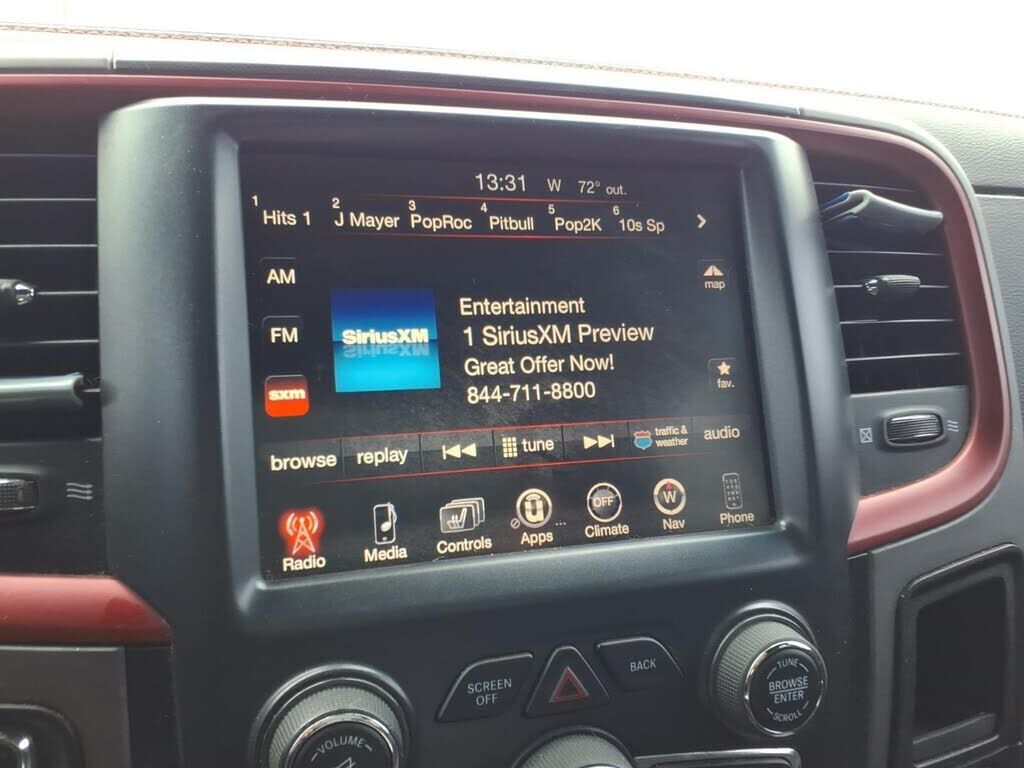 13:31 W 72° out.
1 Hits 1 2 J Mayer 3 PopRoc 4 Pitbull 5 Pop2K 6 10s Sp
AM
map
Entertainment
SiriusXM
1 SiriusXM Preview
FM
Great Offer Now!
fav.
sxm
844-711-8800
browse replay tune traffic & weather audio
Radio Media Controls Apps ... OFF Climate W Nav Phone
SCREEN OFF
BACK
TUNE
BROWSE
ENTER
SCROLL
VOLUME